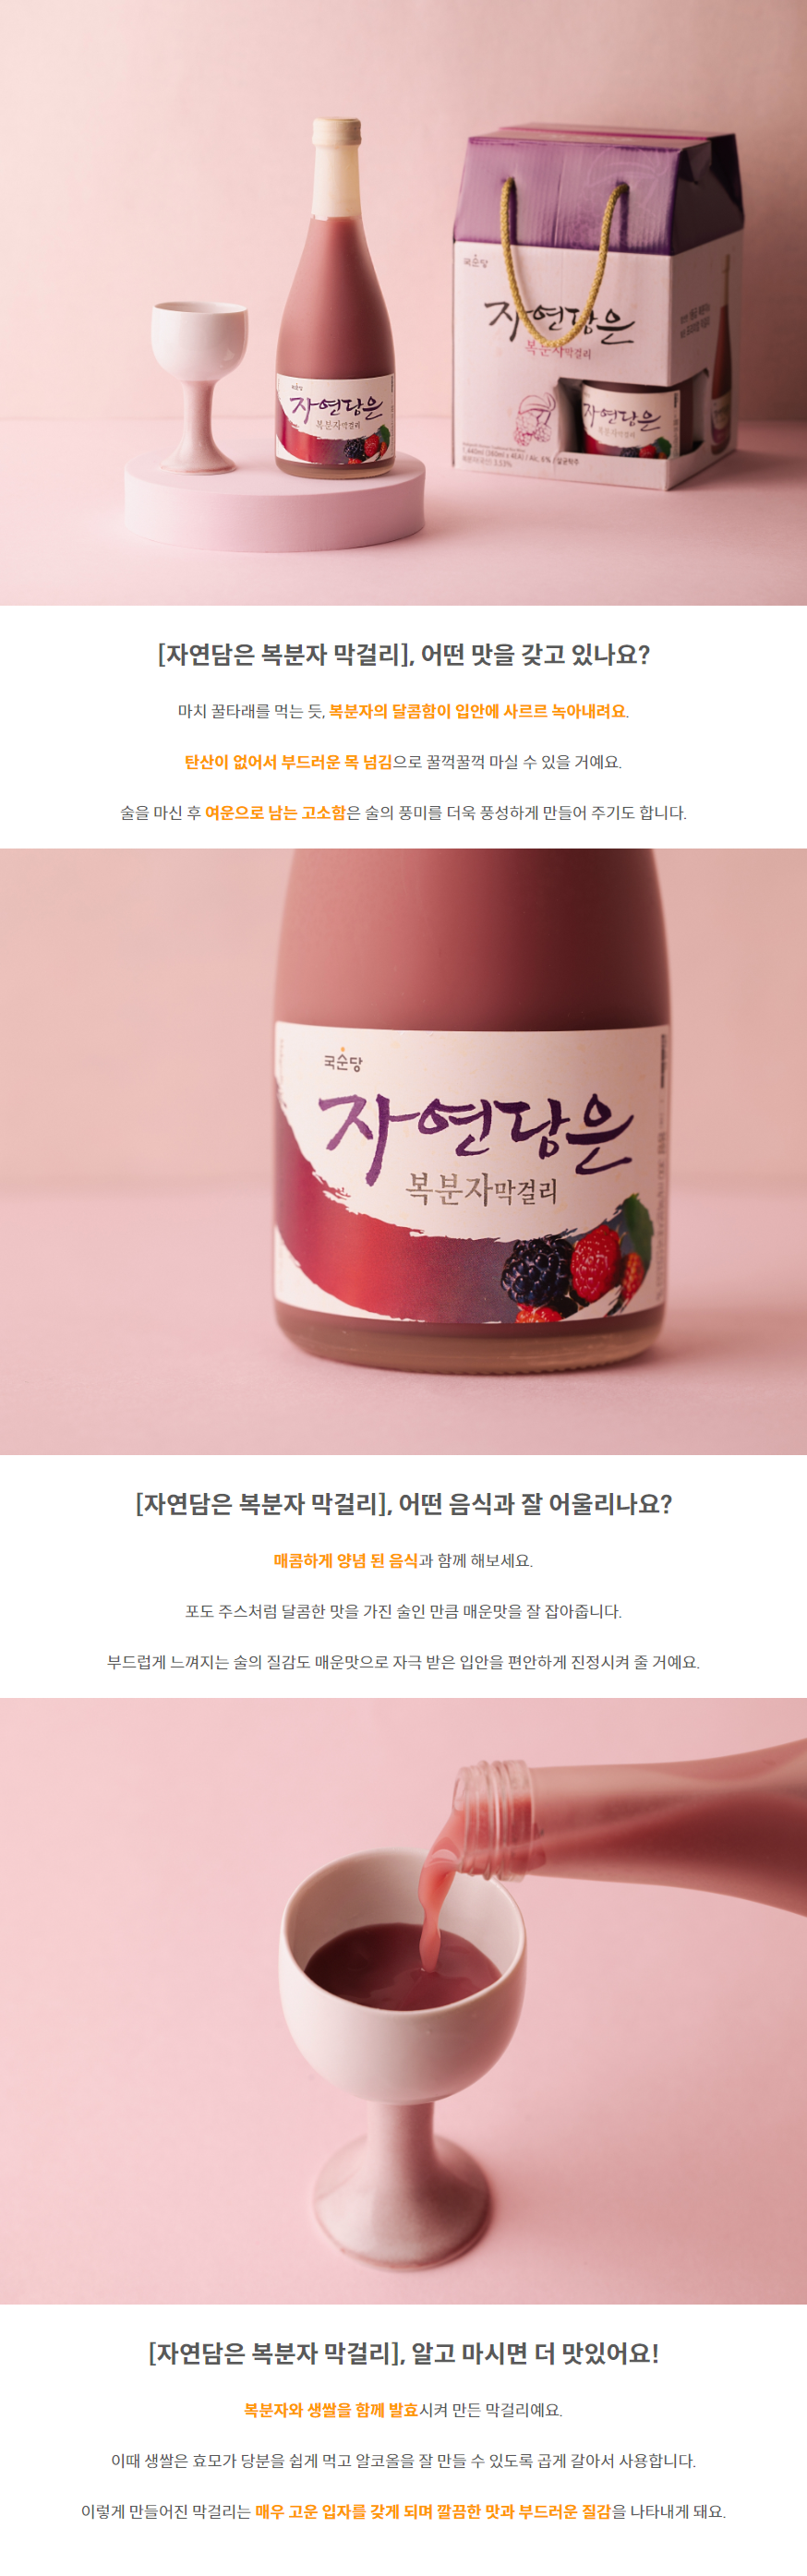 국순당
자연담은
복분자막걸리
국순당
자연담은
복분자막걸리
자연담은
복분자막걸리
[자연담은 복분자 막걸리], 어떤 맛을 갖고 있나요?
마치 꿀타래를 먹는 듯, 복분자의 달콤함이 입안에 사르르 녹아내려요.
탄산이 없어서 부드러운 목 넘김으로 꿀꺽꿀꺽 마실 수 있을 거예요.
술을 마신 후 여운으로 남는 고소함은 술의 풍미를 더욱 풍성하게 만들어 주기도 합니다.
국순당
자연담은
복분자막걸리
[자연담은 복분자 막걸리], 어떤 음식과 잘 어울리나요?
매콤하게 양념 된 음식과 함께 해보세요.
포도 주스처럼 달콤한 맛을 가진 술인 만큼 매운맛을 잘 잡아줍니다.
부드럽게 느껴지는 술의 질감도 매운맛으로 자극 받은 입안을 편안하게 진정시켜 줄 거예요.
[자연담은 복분자 막걸리], 알고 마시면 더 맛있어요!
복분자와 생쌀을 함께 발효시켜 만든 막걸리예요.
이때 생쌀은 효모가 당분을 쉽게 먹고 알코올을 잘 만들 수 있도록 곱게 갈아서 사용합니다.
이렇게 만들어진 막걸리는 매우 고운 입자를 갖게 되며 깔끔한 맛과 부드러운 질감을 나타내게 돼요.